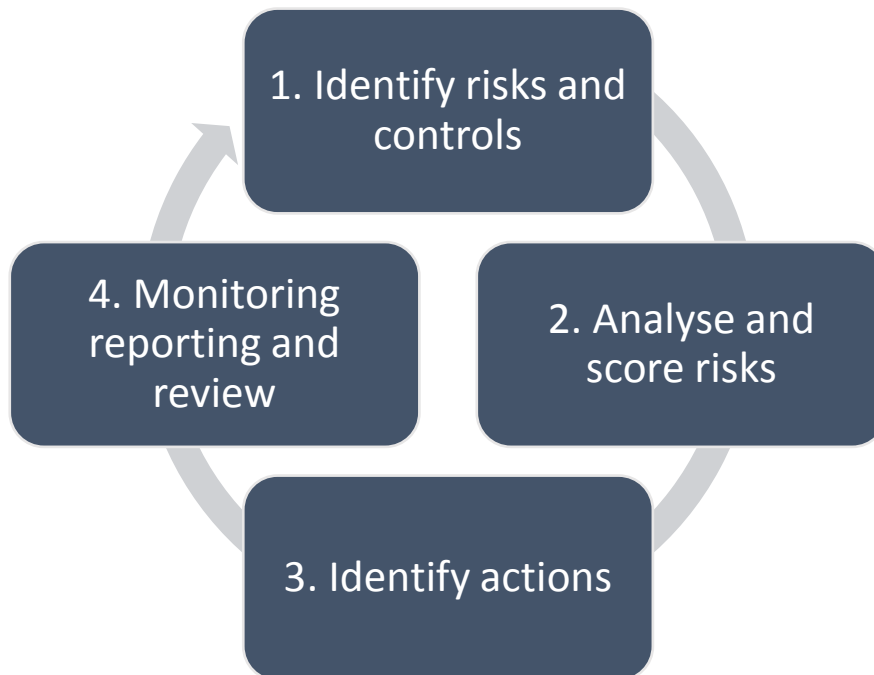 1. Identify risks and
controls
2. Analyse and
score risks
3. Identify actions
4. Monitoring
reporting and
review